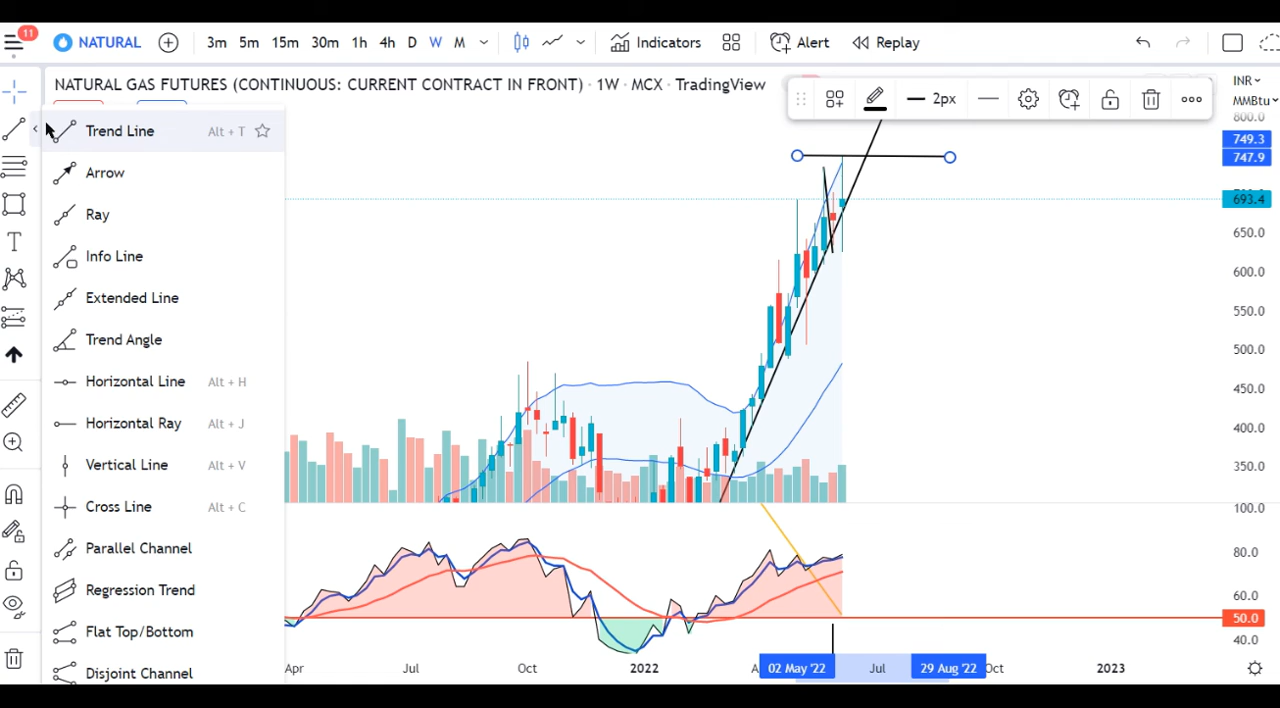 11
NATURAL
3m 5m 15m 30m 1h 4h D W M
Indicators
Alert
Replay
NATURAL GAS FUTURES (CONTINUOUS: CURRENT CONTRACT IN FRONT) · 1W · MCX · TradingView
2px
INR
MMBtu
800.0
749.3
747.9
693.4
650.0
600.0
550.0
500.0
450.0
400.0
350.0
100.0
80.0
60.0
50.0
40.0
Trend Line Alt + T
Arrow
Ray
Info Line
Extended Line
Trend Angle
Horizontal Line Alt + H
Horizontal Ray Alt + J
Vertical Line Alt + V
Cross Line Alt + C
Parallel Channel
Regression Trend
Flat Top/Bottom
Disjoint Channel
T
Apr Jul Oct 2022 A 02 May '22 Jul 29 Aug '22 Oct 2023